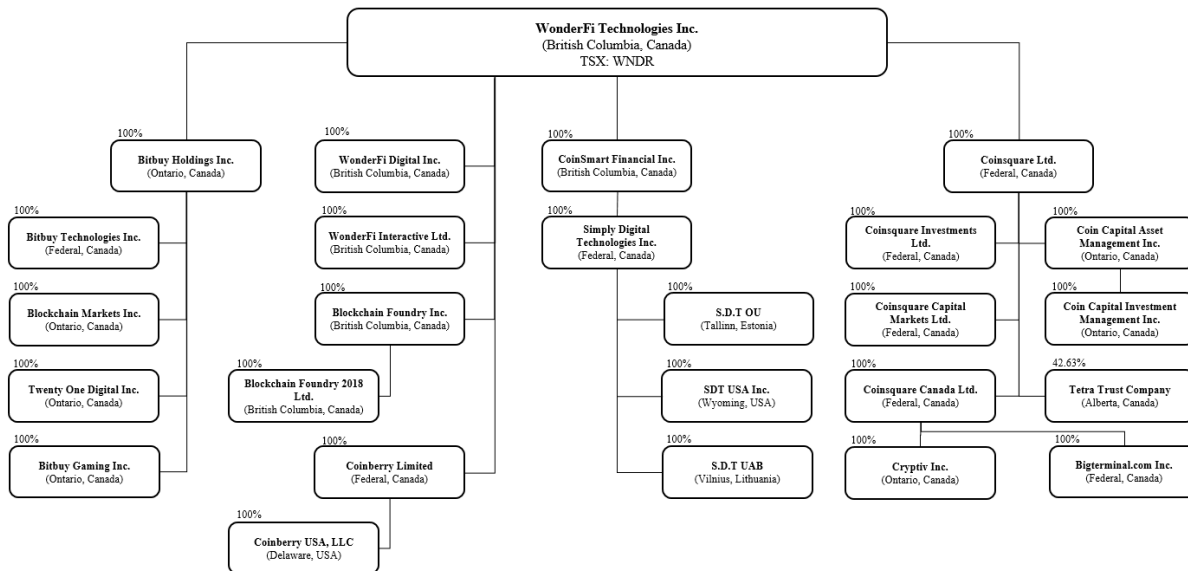 WonderFi Technologies Inc.
(British Columbia, Canada)
TSX: WNDR
100%
Bitbuy Holdings Inc.
(Ontario, Canada)
100%
Bitbuy Technologies Inc.
(Federal, Canada)
100%
Blockchain Markets Inc.
(Ontario, Canada)
100%
Twenty One Digital Inc.
(Ontario, Canada)
100%
Bitbuy Gaming Inc.
(Ontario, Canada)
100%
WonderFi Digital Inc.
(British Columbia, Canada)
100%
WonderFi Interactive Ltd.
(British Columbia, Canada)
100%
Blockchain Foundry Inc.
(British Columbia, Canada)
100%
Blockchain Foundry 2018
Ltd.
(British Columbia, Canada)
100%
Coinberry Limited
(Federal, Canada)
100%
Coinberry USA, LLC
(Delaware, USA)
100%
CoinSmart Financial Inc.
(British Columbia, Canada)
100%
Simply Digital
Technologies Inc.
(Federal, Canada)
100%
S.D.T OU
(Tallinn, Estonia)
100%
SDT USA Inc.
(Wyoming, USA)
100%
S.D.T UAB
(Vilnius, Lithuania)
100%
Coinsquare Ltd.
(Federal, Canada)
100%
Coinsquare Investments
Ltd.
(Federal, Canada)
100%
Coin Capital Asset
Management Inc.
(Ontario, Canada)
100%
Coinsquare Capital
Markets Ltd.
(Federal, Canada)
100%
Coin Capital Investment
Management Inc.
(Ontario, Canada)
100%
Coinsquare Canada Ltd.
(Federal, Canada)
42.63%
Tetra Trust Company
(Alberta, Canada)
100%
Cryptiv Inc.
(Ontario, Canada)
100%
Bigterminal.com Inc.
(Federal, Canada)